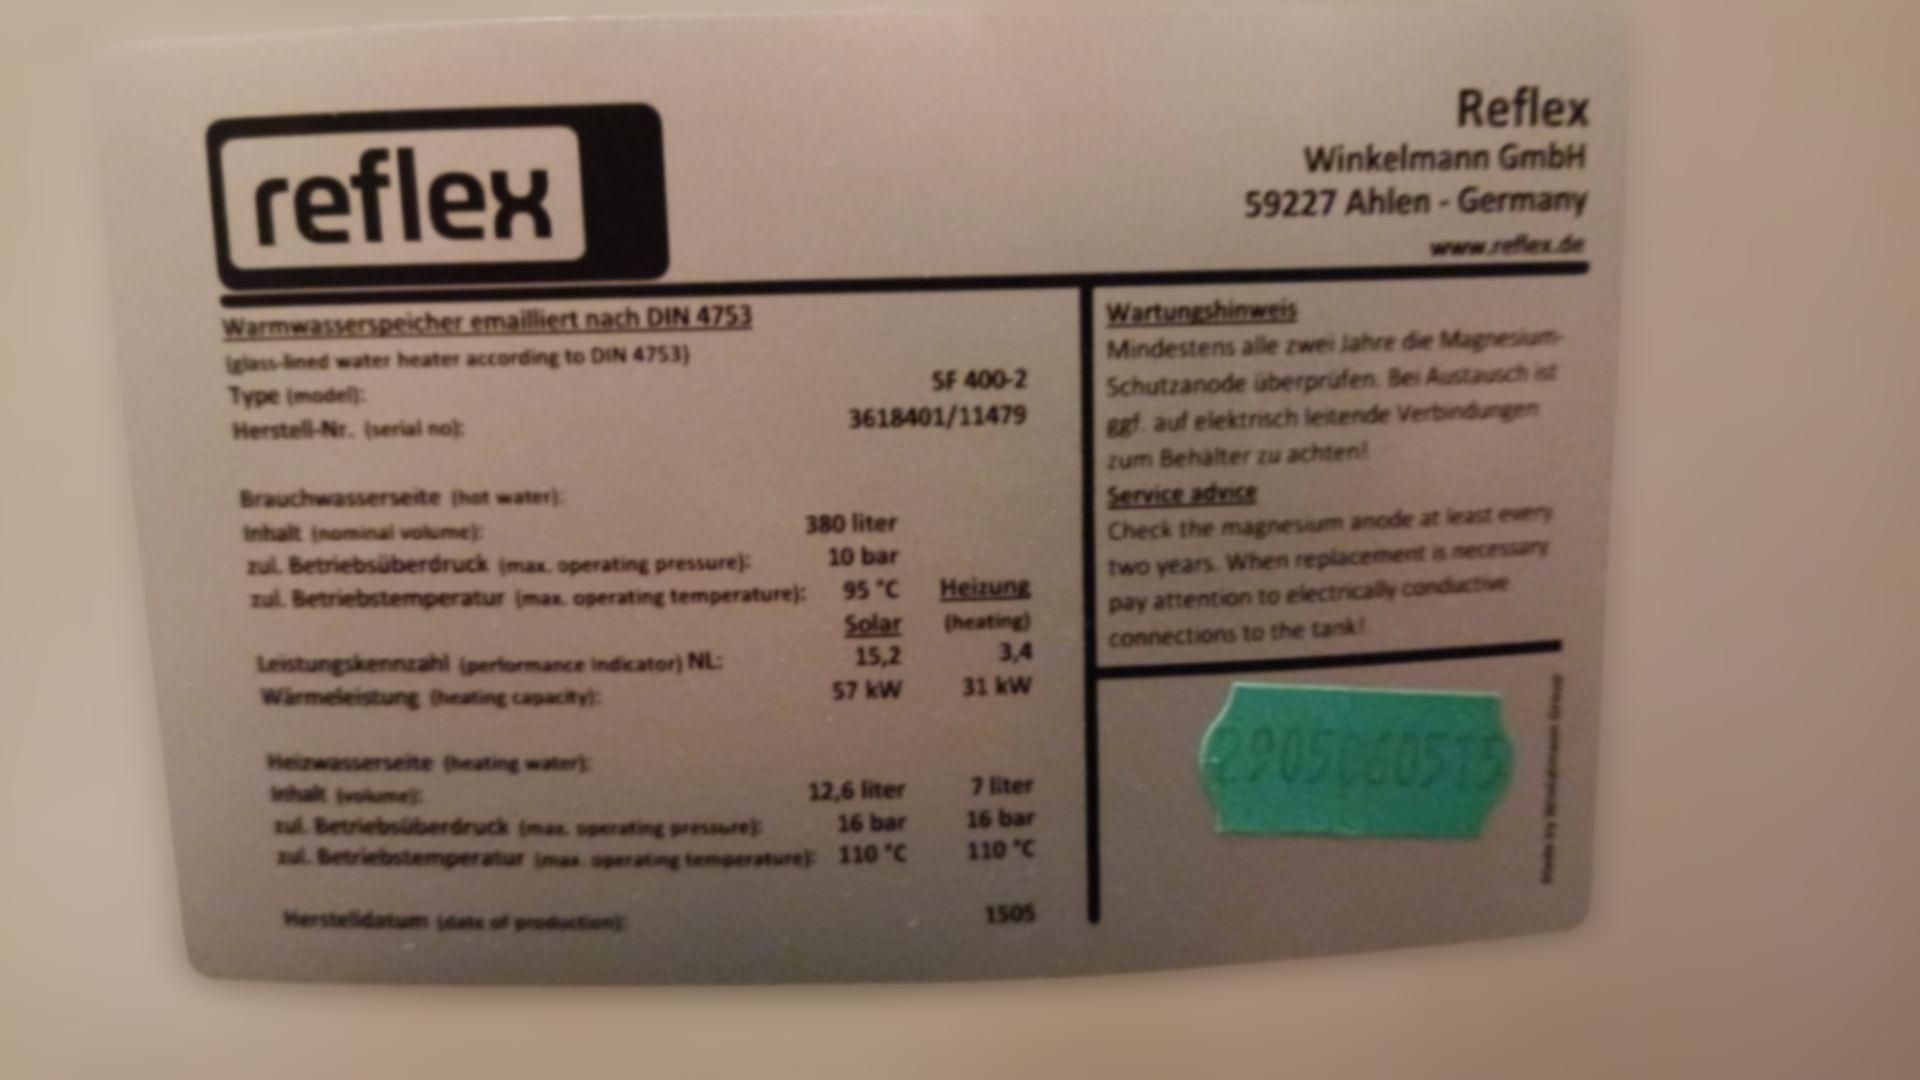 reflex
Reflex
Winkelmann GmbH
59227 Ahlen - Germany
www.reflex.de
Warmwasserspeicher emailliert nach DIN 4753
(glass-lined water heater according to DIN 4753)
Type (model): SF 400-2
Herstell-Nr. (serial no): 3618401/11479
Brauchwasserseite (hot water):
Inhalt (nominal volume): 380 liter
zul. Betriebsüberdruck (max. operating pressure): 10 bar
zul. Betriebstemperatur (max. operating temperature): 95 °C Heizung
Solar (heating)
Leistungskennzahl (performance indicator) NL: 15,2 3,4
Wärmeleistung (heating capacity): 57 kW 31 kW
Heizwasserseite (heating water):
Inhalt (volume): 12,6 liter 7 liter
zul. Betriebsüberdruck (max. operating pressure): 16 bar 16 bar
zul. Betriebstemperatur (max. operating temperature): 110 °C 110 °C
Herstelldatum (date of production): 1505
Wartungshinweis
Mindestens alle zwei Jahre die Magnesium-
Schutzanode überprüfen. Bei Austausch ist
ggf. auf elektrisch leitende Verbindungen
zum Behälter zu achten!
Service advice
Check the magnesium anode at least every
two years. When replacement is necessary
pay attention to electrically conductive
connections to the tank!
Made by Winkelmann Group